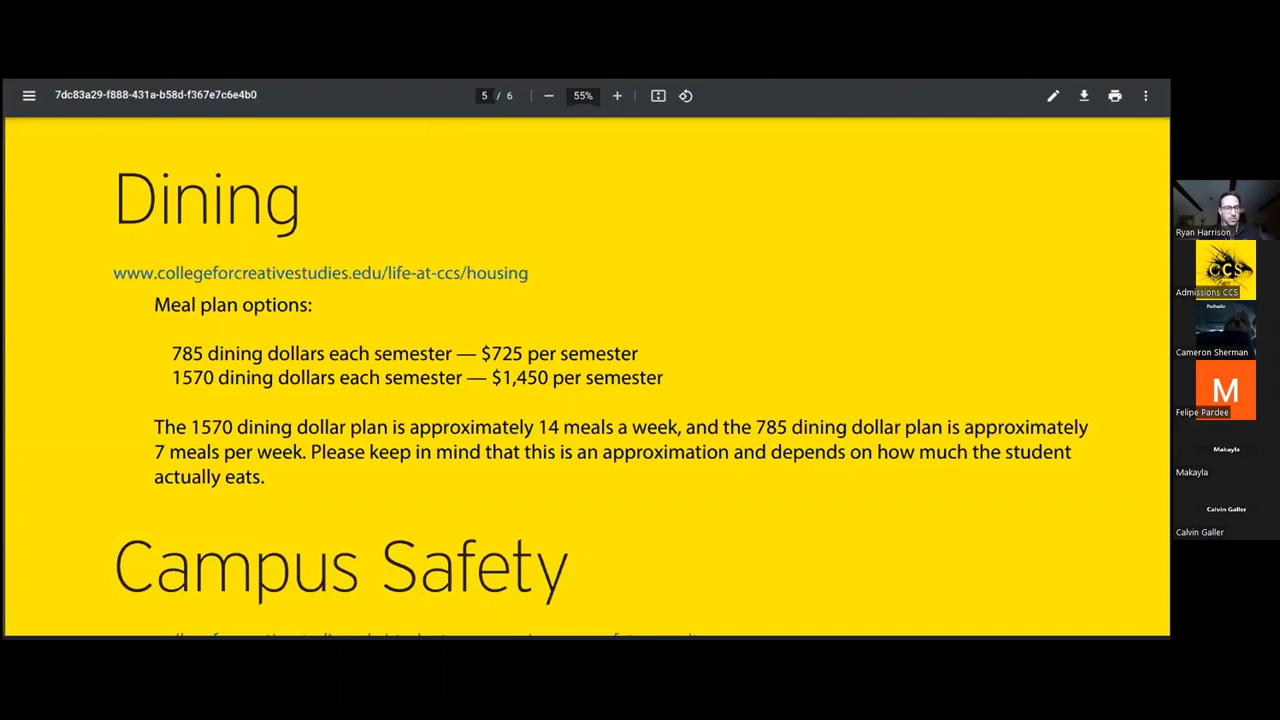 7dc83a29-f888-431a-b58d-f367e7c6e4b0
5 / 6
55%
Dining
www.collegeforcreativestudies.edu/life-at-ccs/housing
Meal plan options:
785 dining dollars each semester — $725 per semester
1570 dining dollars each semester — $1,450 per semester
The 1570 dining dollar plan is approximately 14 meals a week, and the 785 dining dollar plan is approximately
7 meals per week. Please keep in mind that this is an approximation and depends on how much the student
actually eats.
Campus Safety
Ryan Harrison
CCS
Admissions CCS
Cameron Sherman
M
Felipe Pardee
Makayla
Makayla
Calvin Galler
Calvin Galler